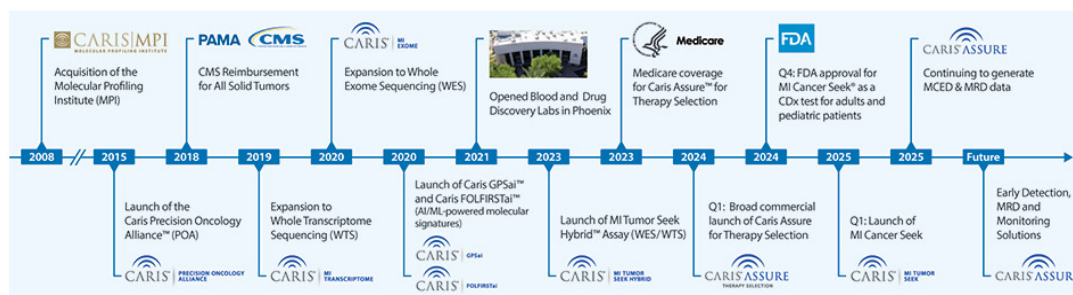 CARIS|MPI
MOLECULAR PROFILING INSTITUTE
Acquisition of the
Molecular Profiling
Institute (MPI)
PAMA CMS
CMS Reimbursement
for All Solid Tumors
CARIS MI
EXOME
Expansion to Whole
Exome Sequencing (WES)
Opened Blood and Drug
Discovery Labs in Phoenix
Medicare
Medicare coverage
for Caris Assure™ for
Therapy Selection
FDA
Q4: FDA approval for
MI Cancer Seek® as a
CDx test for adults and
pediatric patients
CARIS ASSURE
Continuing to generate
MCED & MRD data
2008 // 2015 2018 2019 2020 2020 2021 2023 2023 2024 2024 2025 2025 Future
Launch of the
Caris Precision Oncology
Alliance™ (POA)
CARIS PRECISION ONCOLOGY
ALLIANCE
Expansion to
Whole Transcriptome
Sequencing (WTS)
CARIS MI
TRANSCRIPTOME
Launch of Caris GPSai™
and Caris FOLFIRSTai™
(AI/ML-powered molecular
signatures)
CARIS GPSai
CARIS FOLFIRSTai
Launch of MI Tumor Seek
Hybrid™ Assay (WES/WTS)
CARIS MI TUMOR
SEEK HYBRID
Q1: Broad commercial
launch of Caris Assure
for Therapy Selection
CARIS ASSURE
THERAPY SELECTION
Q1: Launch of
MI Cancer Seek
CARIS MI TUMOR
SEEK
Early Detection,
MRD and
Monitoring
Solutions
CARIS ASSUR